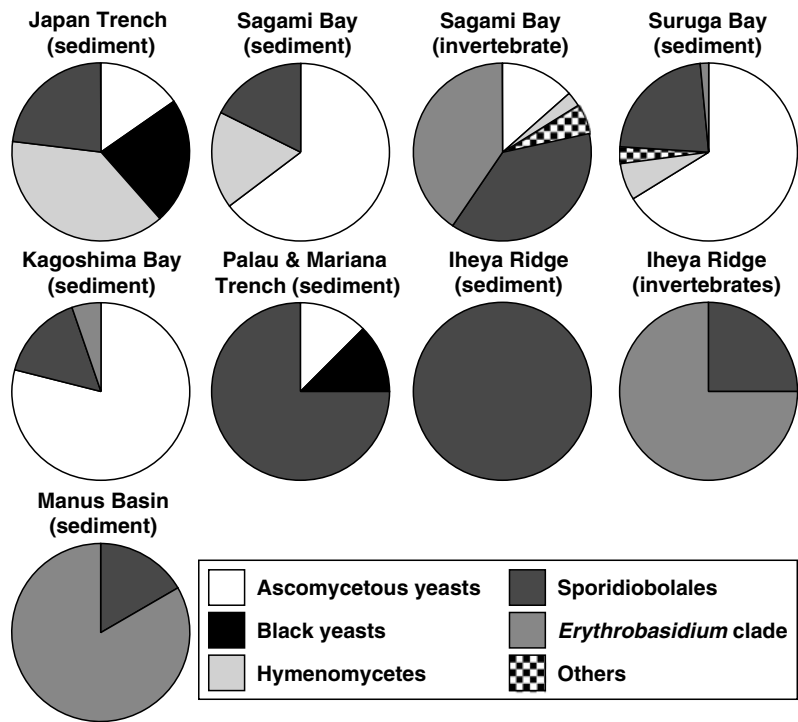 Japan Trench
(sediment)
Sagami Bay
(sediment)
Sagami Bay
(invertebrate)
Suruga Bay
(sediment)
Kagoshima Bay
(sediment)
Palau & Mariana
Trench (sediment)
Iheya Ridge
(sediment)
Iheya Ridge
(invertebrates)
Manus Basin
(sediment)
Ascomycetous yeasts
Black yeasts
Hymenomycetes
Sporidiobolales
Erythrobasidium clade
Others